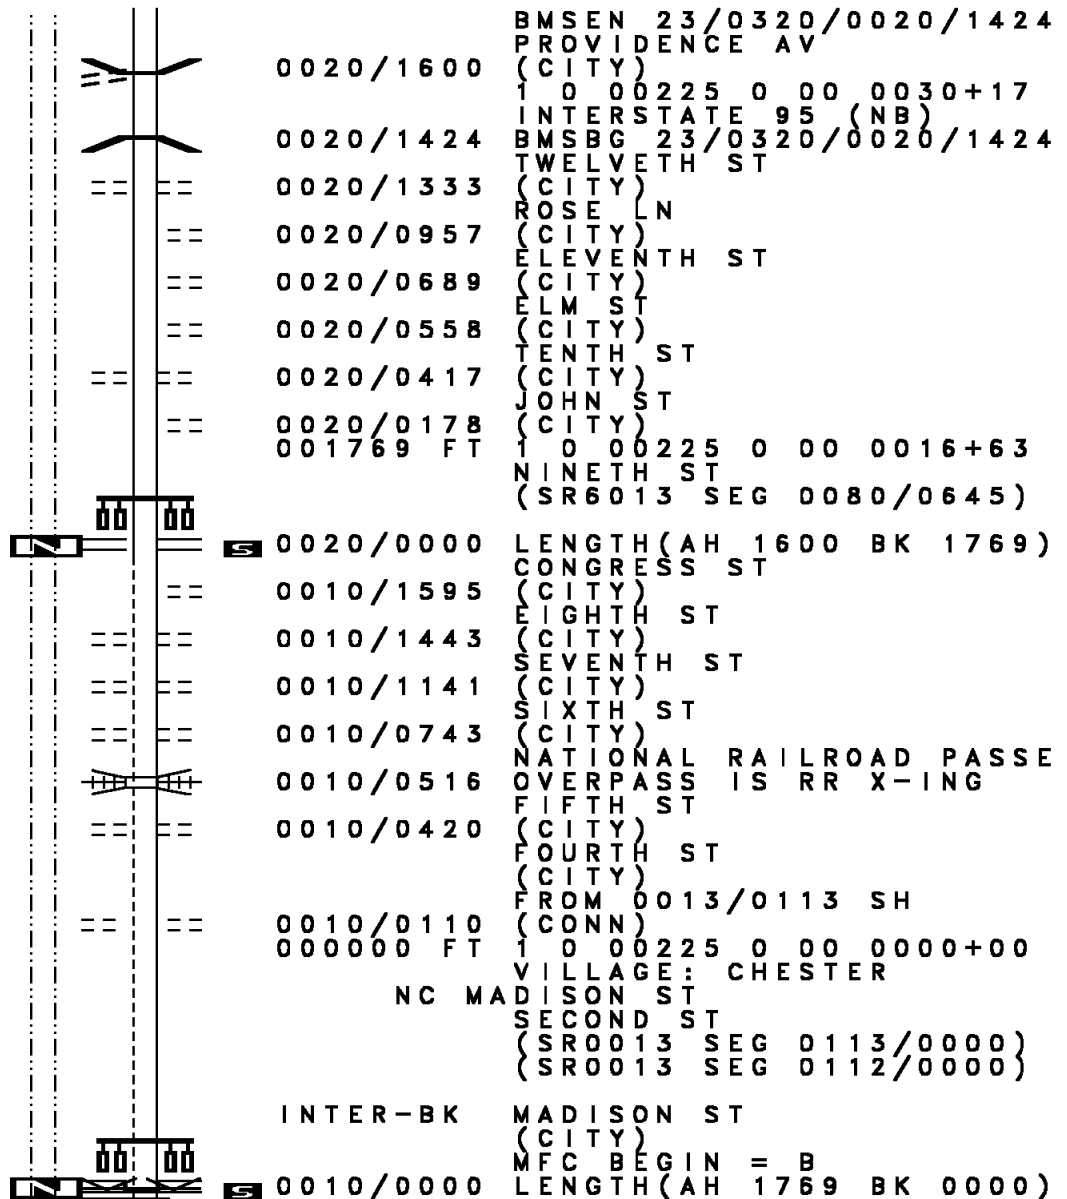 BMSEN 23/0320/0020/1424
PROVIDENCE AV
0020/1600 (CITY)
1 0 00225 0 00 0030+17
INTERSTATE 95 (NB)
0020/1424 BMSBG 23/0320/0020/1424
TWELVETH ST
0020/1333 (CITY)
ROSE LN
0020/0957 (CITY)
ELEVENTH ST
0020/0689 (CITY)
ELM ST
0020/0558 (CITY)
TENTH ST
0020/0417 (CITY)
JOHN ST
0020/0178 (CITY)
001769 FT 1 0 00225 0 00 0016+63
NINETH ST
(SR6013 SEG 0080/0645)
S 0020/0000 LENGTH(AH 1600 BK 1769)
CONGRESS ST
0010/1595 (CITY)
EIGHTH ST
0010/1443 (CITY)
SEVENTH ST
0010/1141 (CITY)
SIXTH ST
0010/0743 (CITY)
NATIONAL RAILROAD PASSE
0010/0516 OVERPASS IS RR X-ING
FIFTH ST
0010/0420 (CITY)
FOURTH ST
(CITY)
FROM 0013/0113 SH
0010/0110 (CONN)
000000 FT 1 0 00225 0 00 0000+00
VILLAGE: CHESTER
NC MADISON ST
SECOND ST
(SR0013 SEG 0113/0000)
(SR0013 SEG 0112/0000)
INTER-BK MADISON ST
(CITY)
MFC BEGIN = B
S 0010/0000 LENGTH(AH 1769 BK 0000)